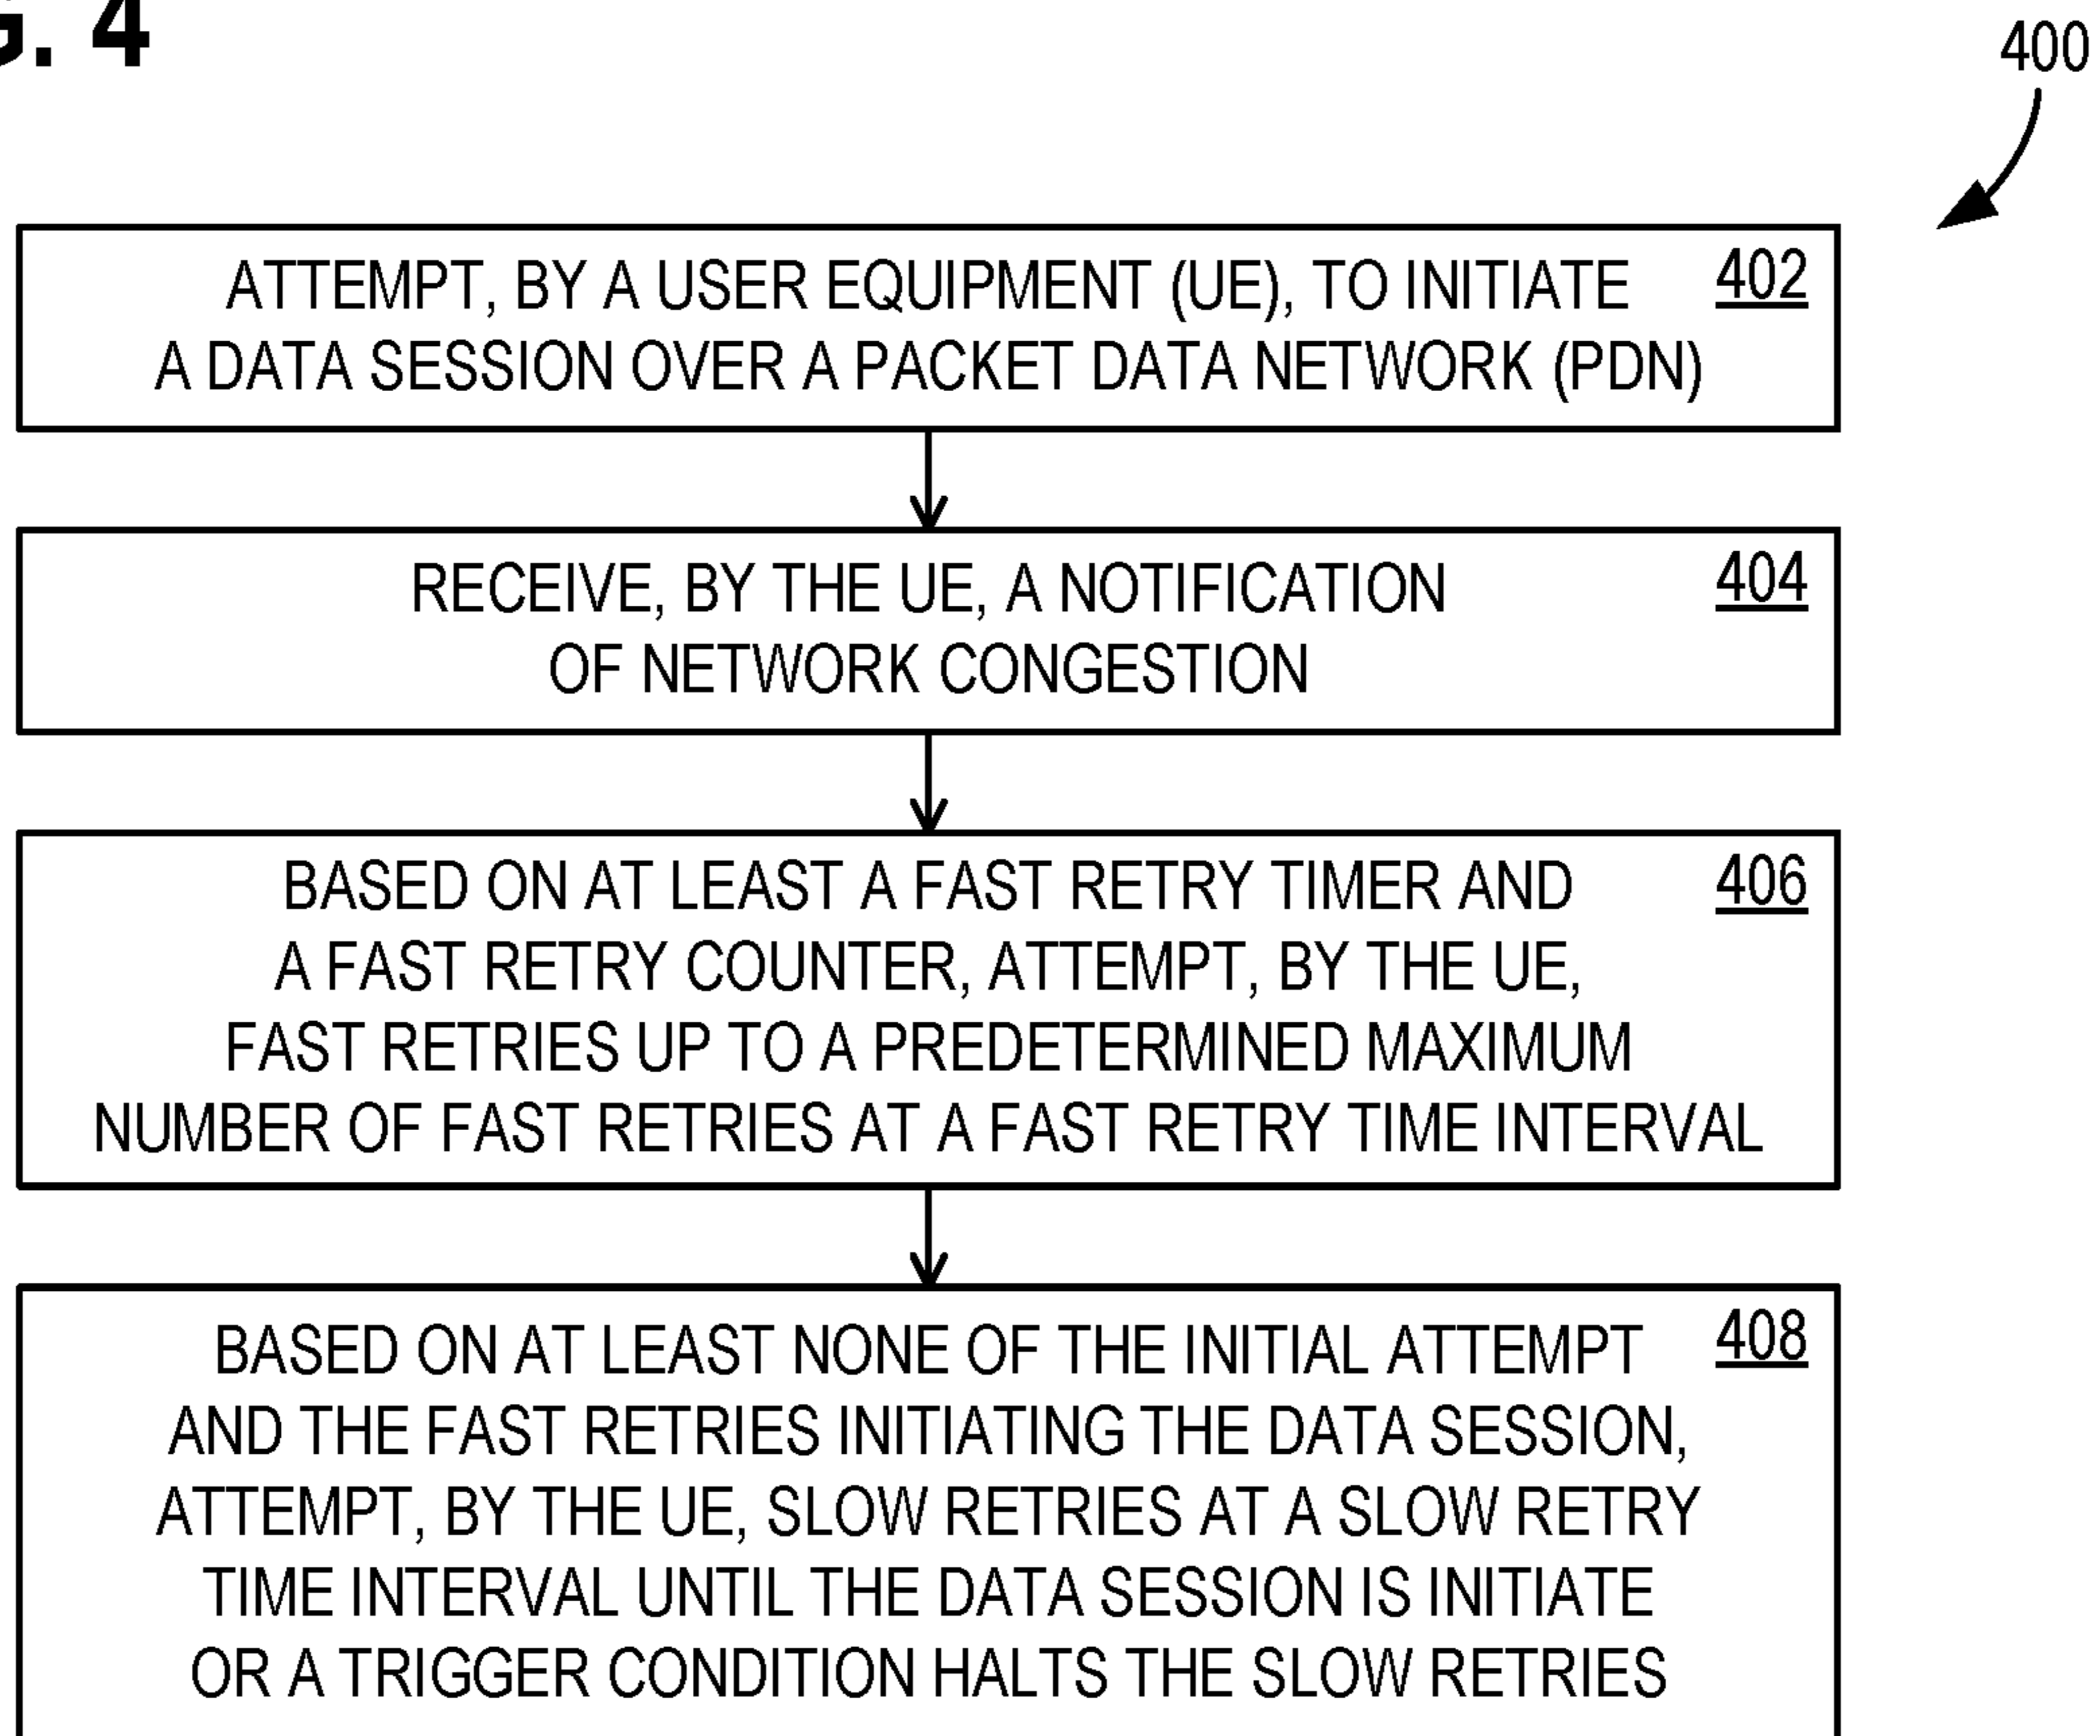 G. 4
400
402
ATTEMPT, BY A USER EQUIPMENT (UE), TO INITIATE
A DATA SESSION OVER A PACKET DATA NETWORK (PDN)
404
RECEIVE, BY THE UE, A NOTIFICATION
OF NETWORK CONGESTION
406
BASED ON AT LEAST A FAST RETRY TIMER AND
A FAST RETRY COUNTER, ATTEMPT, BY THE UE,
FAST RETRIES UP TO A PREDETERMINED MAXIMUM
NUMBER OF FAST RETRIES AT A FAST RETRY TIME INTERVAL
408
BASED ON AT LEAST NONE OF THE INITIAL ATTEMPT
AND THE FAST RETRIES INITIATING THE DATA SESSION,
ATTEMPT, BY THE UE, SLOW RETRIES AT A SLOW RETRY
TIME INTERVAL UNTIL THE DATA SESSION IS INITIATE
OR A TRIGGER CONDITION HALTS THE SLOW RETRIES